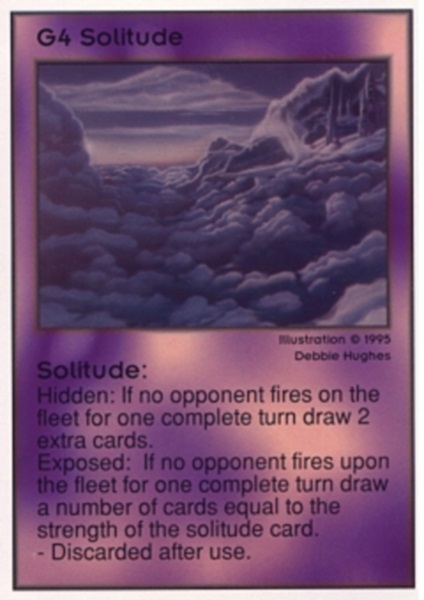 G4 Solitude
Illustration © 1995
Debbie Hughes
Solitude:
Hidden: If no opponent fires on the
fleet for one complete turn draw 2
extra cards.
Exposed: If no opponent fires upon
the fleet for one complete turn draw
a number of cards equal to the
strength of the solitude card.
- Discarded after use.